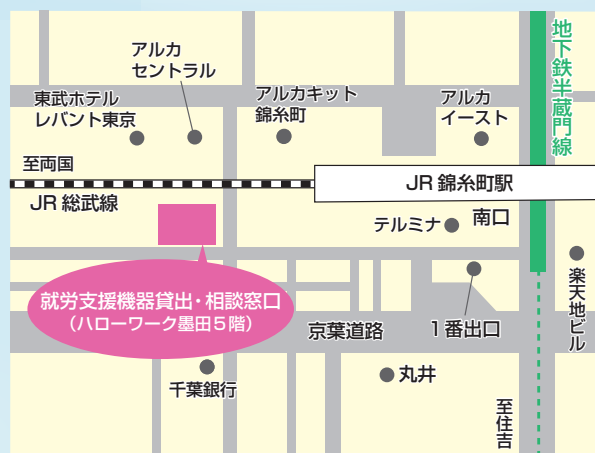 アルカ
セントラル
東武ホテル
レバント東京
アルカキット
錦糸町
アルカ
イースト
地下鉄半蔵門線
至両国
JR 錦糸町駅
JR 総武線
テルミナ
南口
就労支援機器貸出・相談窓口
（ハローワーク墨田５階）
京葉道路
１番出口
楽天地ビル
千葉銀行
丸井
至住吉